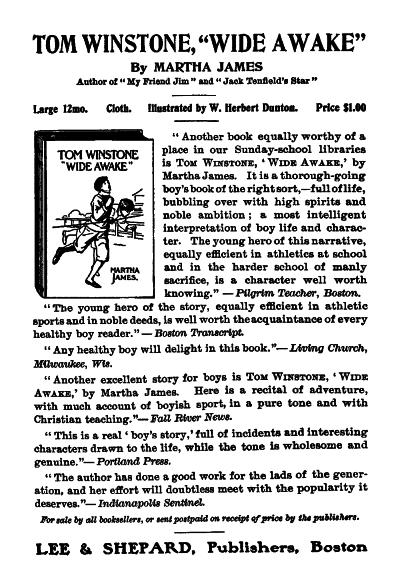 TOM WINSTONE, "WIDE AWAKE"
By MARTHA JAMES
Author of "My Friend Jim" and "Jack Tenfield's Star"
Large 12mo. Cloth. Illustrated by W. Herbert Dunton. Price $1.00
TOM WINSTONE
"WIDE AWAKE"
MARTHA
JAMES.
"Another book equally worthy of a
place in our Sunday-school libraries
is TOM WINSTONE, 'WIDE AWAKE,' by
Martha James. It is a thorough-going
boy's book of the right sort,—full of life,
bubbling over with high spirits and
noble ambition; a most intelligent
interpretation of boy life and charac-
ter. The young hero of this narrative,
equally efficient in athletics at school
and in the harder school of manly
sacrifice, is a character well worth
knowing."—Pilgrim Teacher, Boston.
"The young hero of the story, equally efficient in athletic
sports and in noble deeds, is well worth the acquaintance of every
healthy boy reader."—Boston Transcript.
"Any healthy boy will delight in this book."—Living Church,
Milwaukee, Wis.
"Another excellent story for boys is TOM WINSTONE, 'WIDE
AWAKE,' by Martha James. Here is a recital of adventure,
with much account of boyish sport, in a pure tone and with
Christian teaching."—Fall River News.
"This is a real 'boy's story,' full of incidents and interesting
characters drawn to the life, while the tone is wholesome and
genuine."—Portland Press.
"The author has done a good work for the lads of the gener-
ation, and her effort will doubtless meet with the popularity it
deserves."—Indianapolis Sentinel.
For sale by all booksellers, or sent postpaid on receipt of price by the publishers.
LEE & SHEPARD, Publishers, Boston